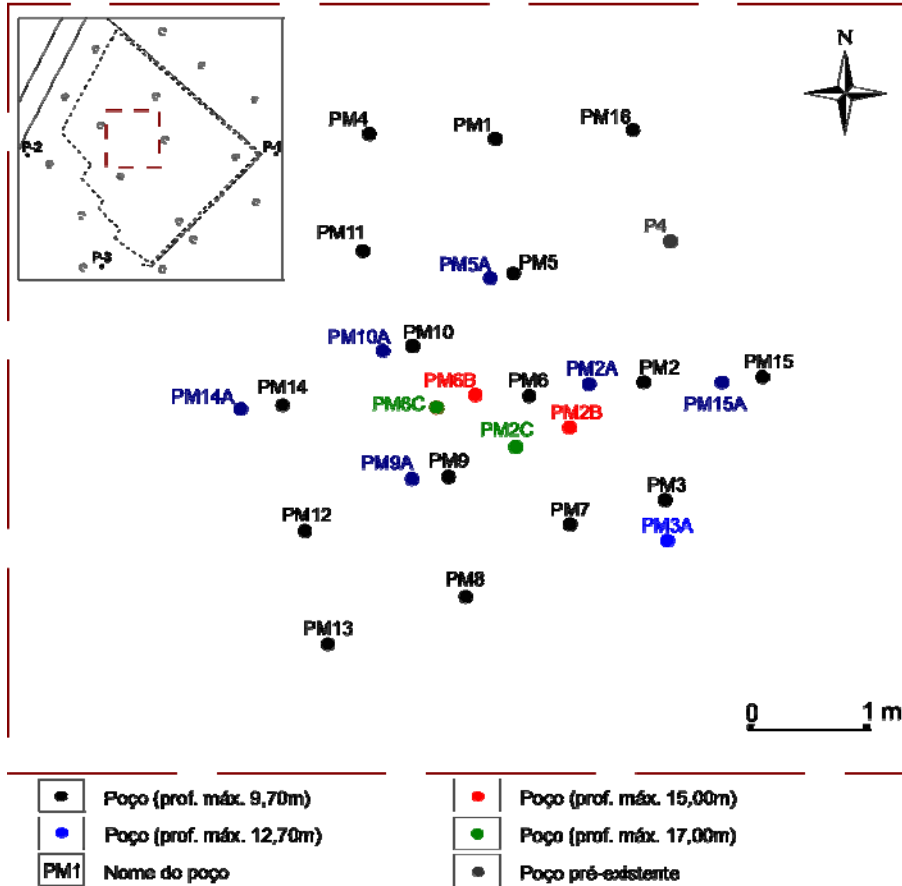 N
P-2
P-1
P-3
PM4
PM1
PM16
P4
PM11
PM5A
PM5
PM10A
PM10
PM14A
PM14
PM6B
PM6
PM2A
PM2
PM15
PM6C
PM2B
PM15A
PM2C
PM9A
PM9
PM3
PM7
PM3A
PM12
PM8
PM13
0 1 m
Poço (prof. máx. 9,70m)
Poço (prof. máx. 15,00m)
Poço (prof. máx. 12,70m)
Poço (prof. máx. 17,00m)
PM1 Nome do poço
Poço pré-existente